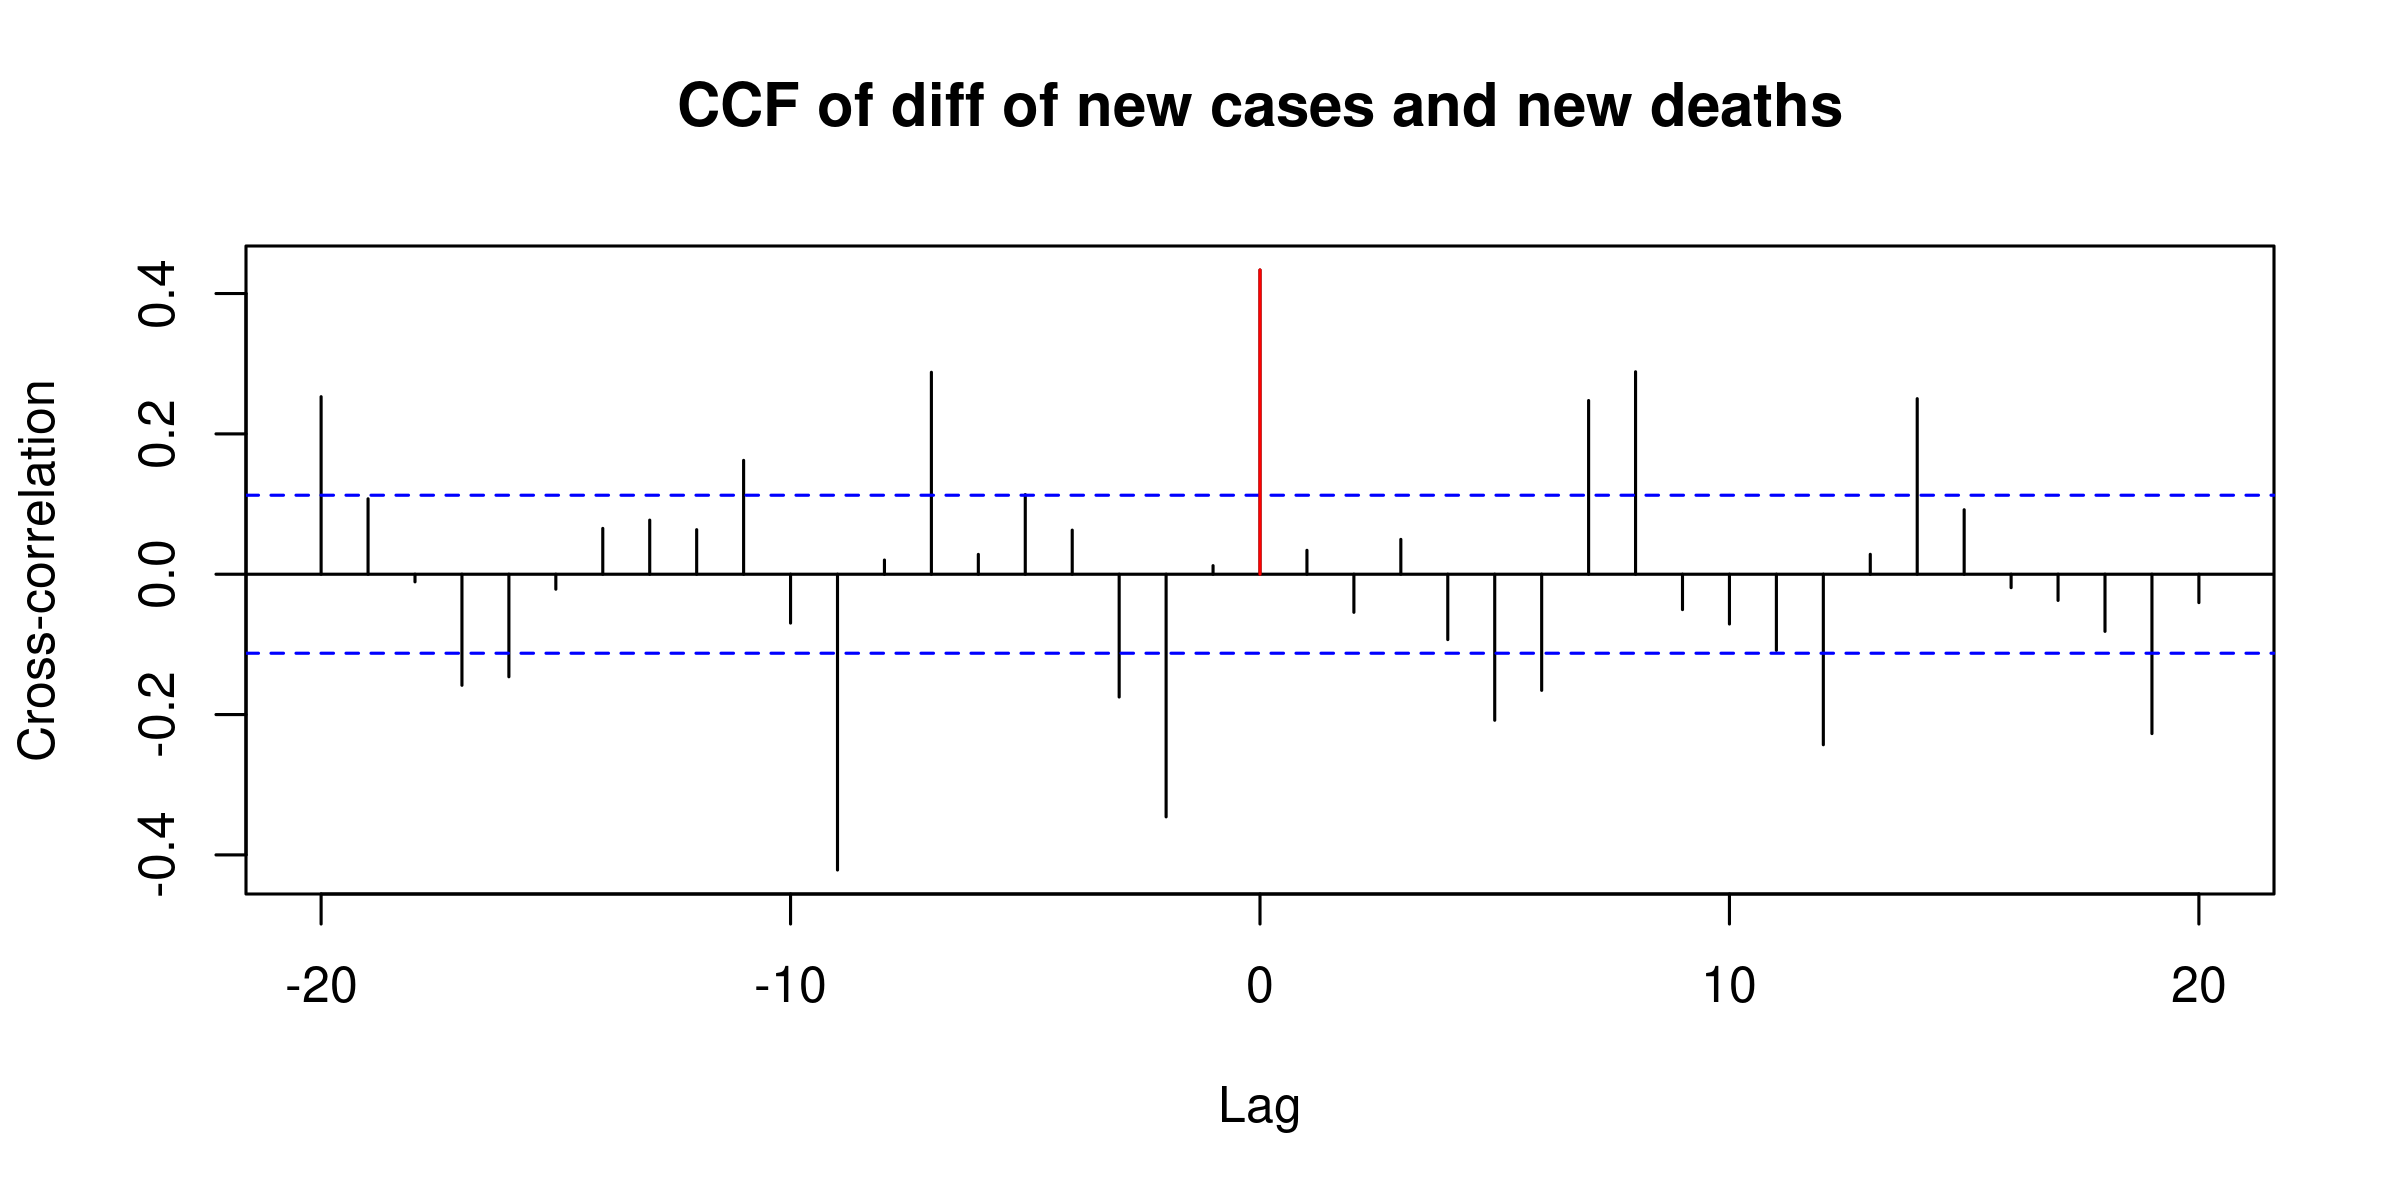 CCF of diff of new cases and new deaths
Cross-correlation
0.4
0.2
0.0
-0.2
-0.4
-20 -10 0 10 20
Lag